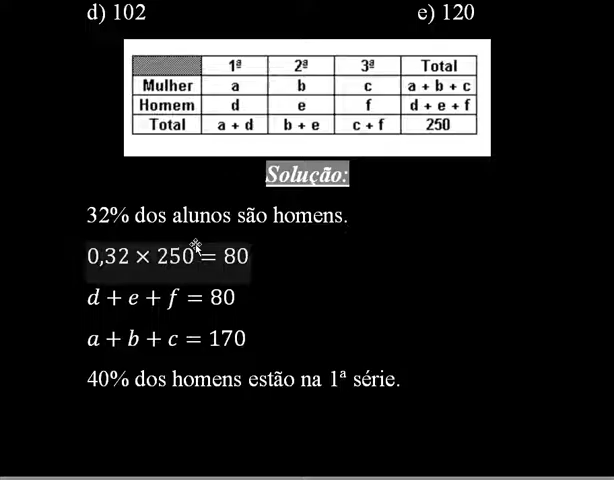 d) 102 e) 120
1ª 2ª 3ª Total
Mulher a b c a + b + c
Homem d e f d + e + f
Total a + d b + e c + f 250
Solução:
32% dos alunos são homens.
0,32 × 250 = 80
d + e + f = 80
a + b + c = 170
40% dos homens estão na 1ª série.